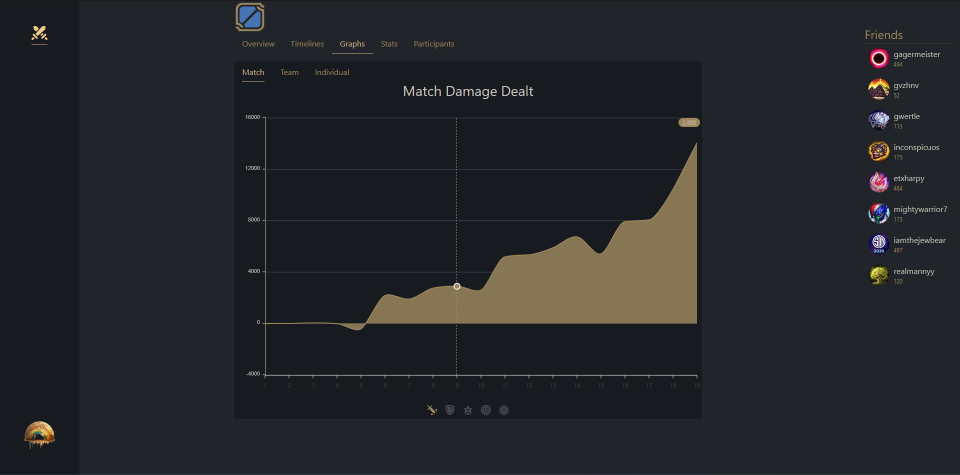 Overview Timelines Graphs Stats Participants
Match Team Individual
Match Damage Dealt
16000
12000
8000
4000
0
-4000
1 2 3 4 5 6 7 8 9 10 11 12 13 14 15 16 17 18 19
Friends
gagermeister
494
gvzhnv
52
gwertle
113
inconspicuos
175
etxharpy
484
mightywarrior7
173
iamthejewbear
497
realmannyy
120